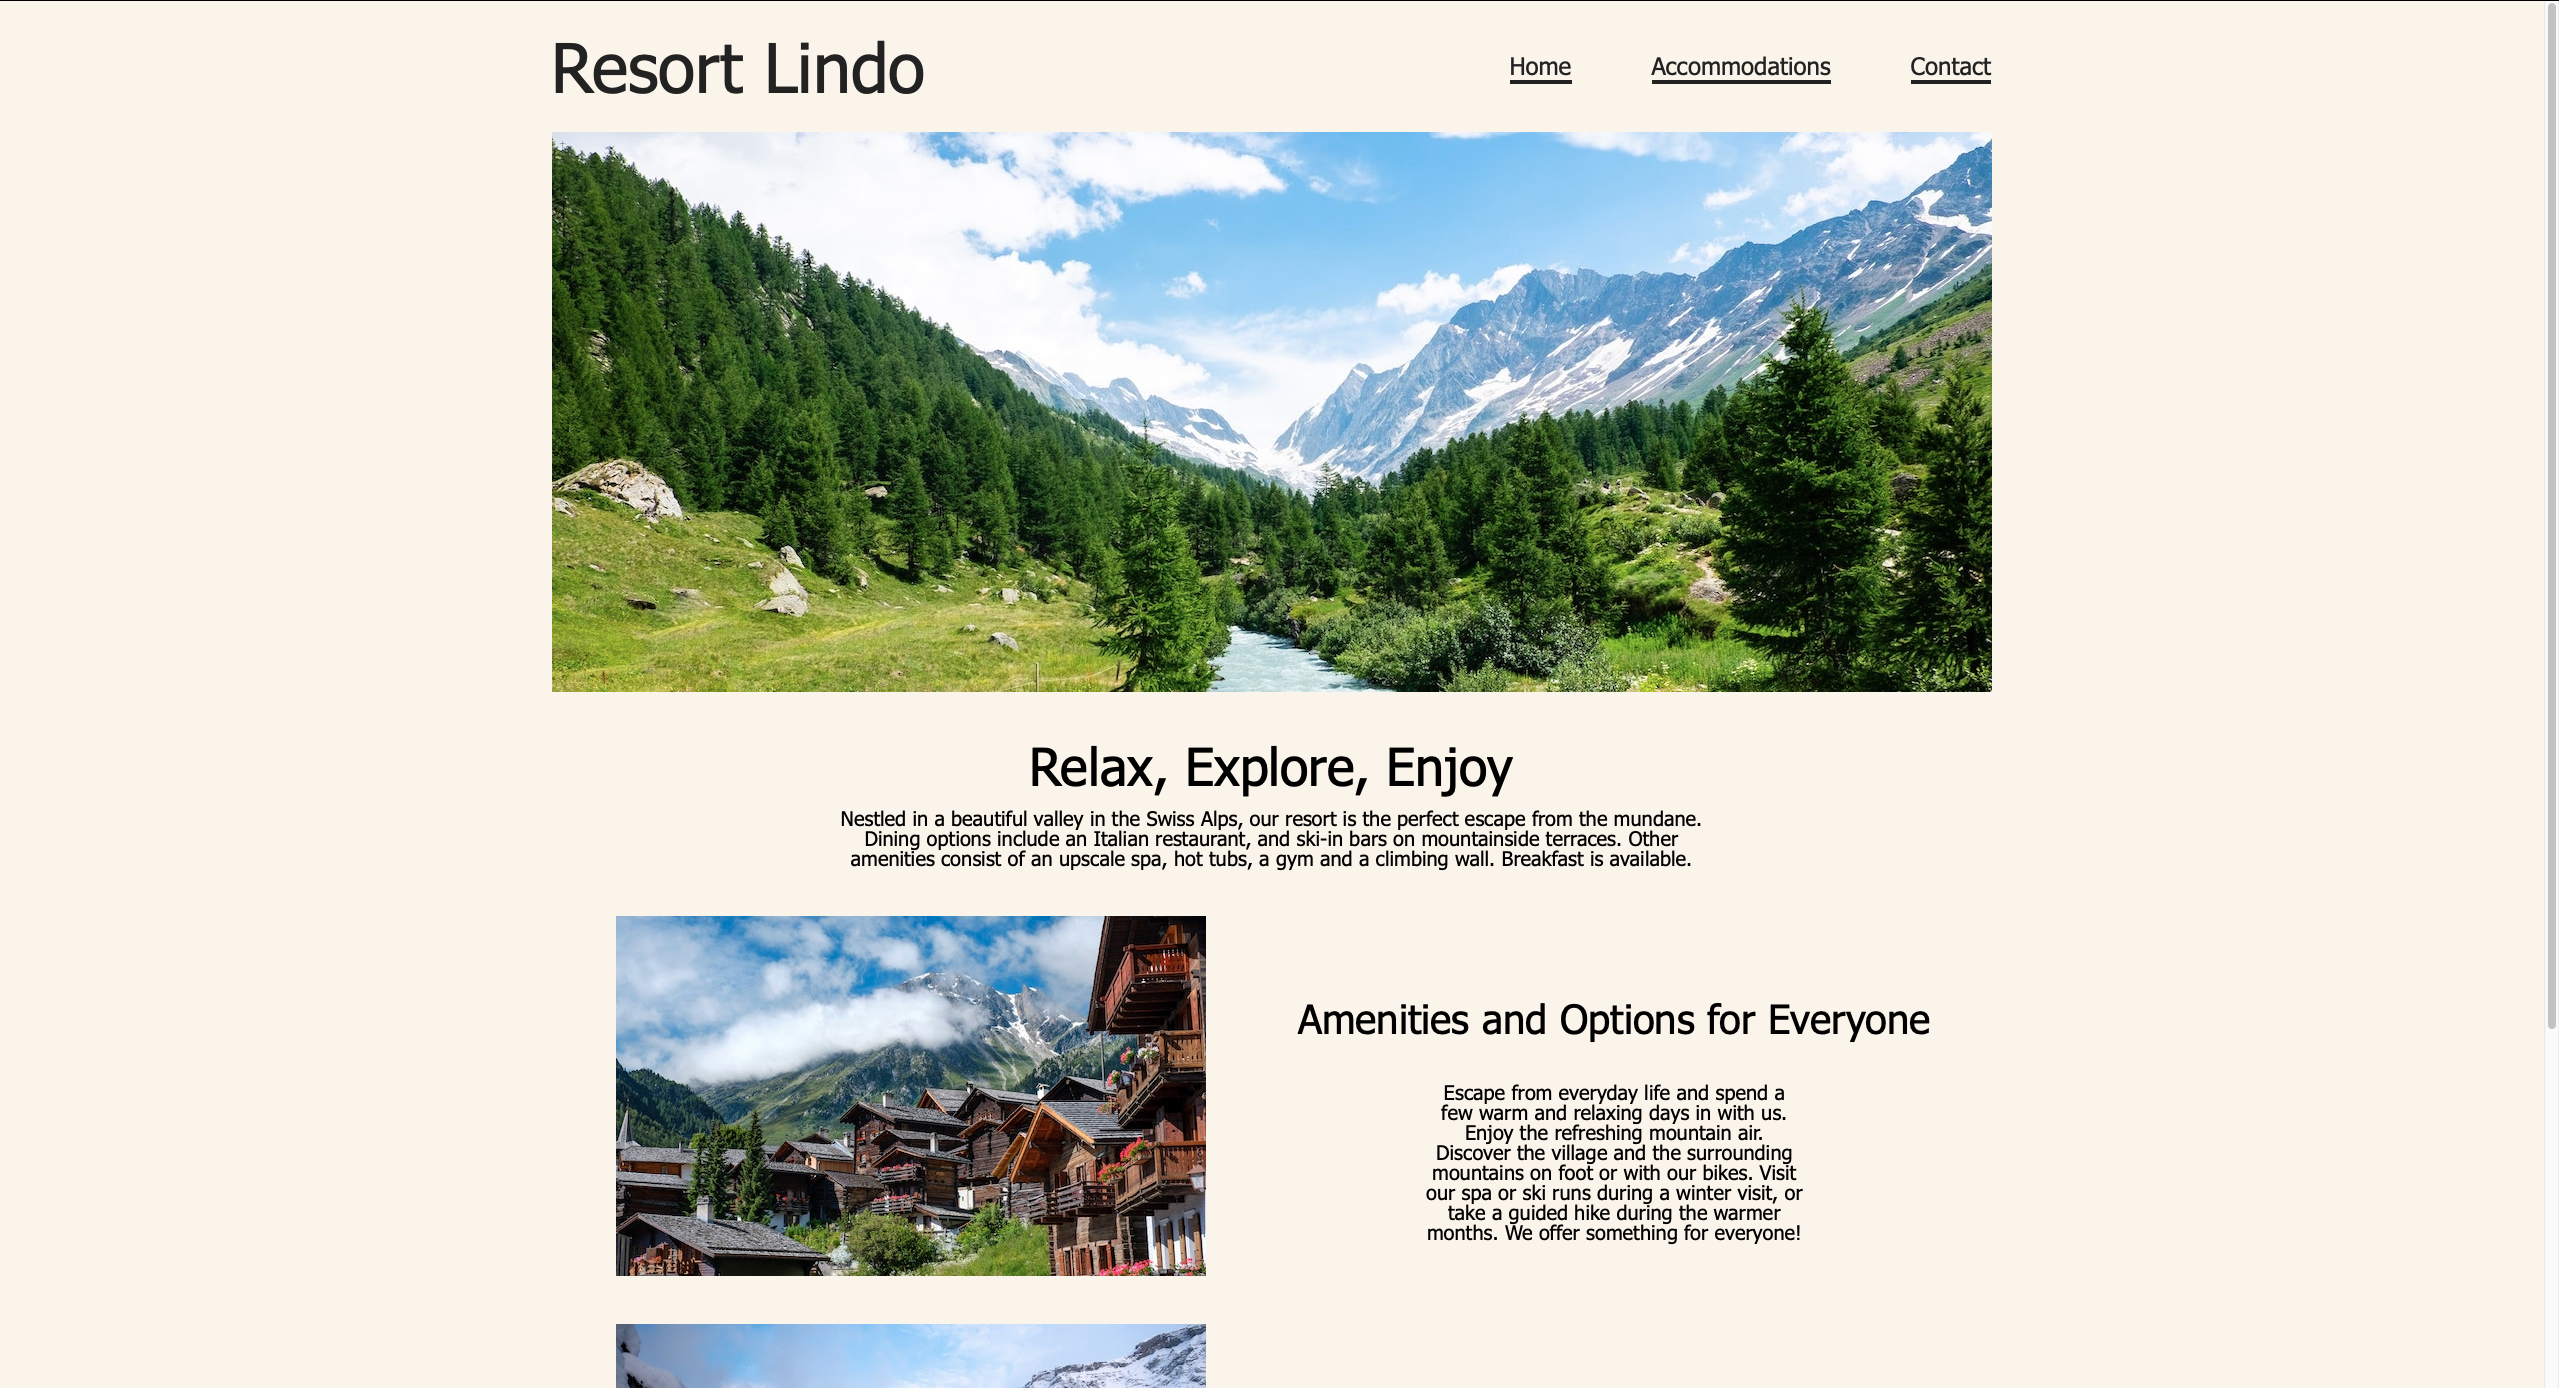 Resort Lindo
Home Accommodations Contact
Relax, Explore, Enjoy
Nestled in a beautiful valley in the Swiss Alps, our resort is the perfect escape from the mundane.
Dining options include an Italian restaurant, and ski-in bars on mountainside terraces. Other
amenities consist of an upscale spa, hot tubs, a gym and a climbing wall. Breakfast is available.
Amenities and Options for Everyone
Escape from everyday life and spend a
few warm and relaxing days in with us.
Enjoy the refreshing mountain air.
Discover the village and the surrounding
mountains on foot or with our bikes. Visit
our spa or ski runs during a winter visit, or
take a guided hike during the warmer
months. We offer something for everyone!